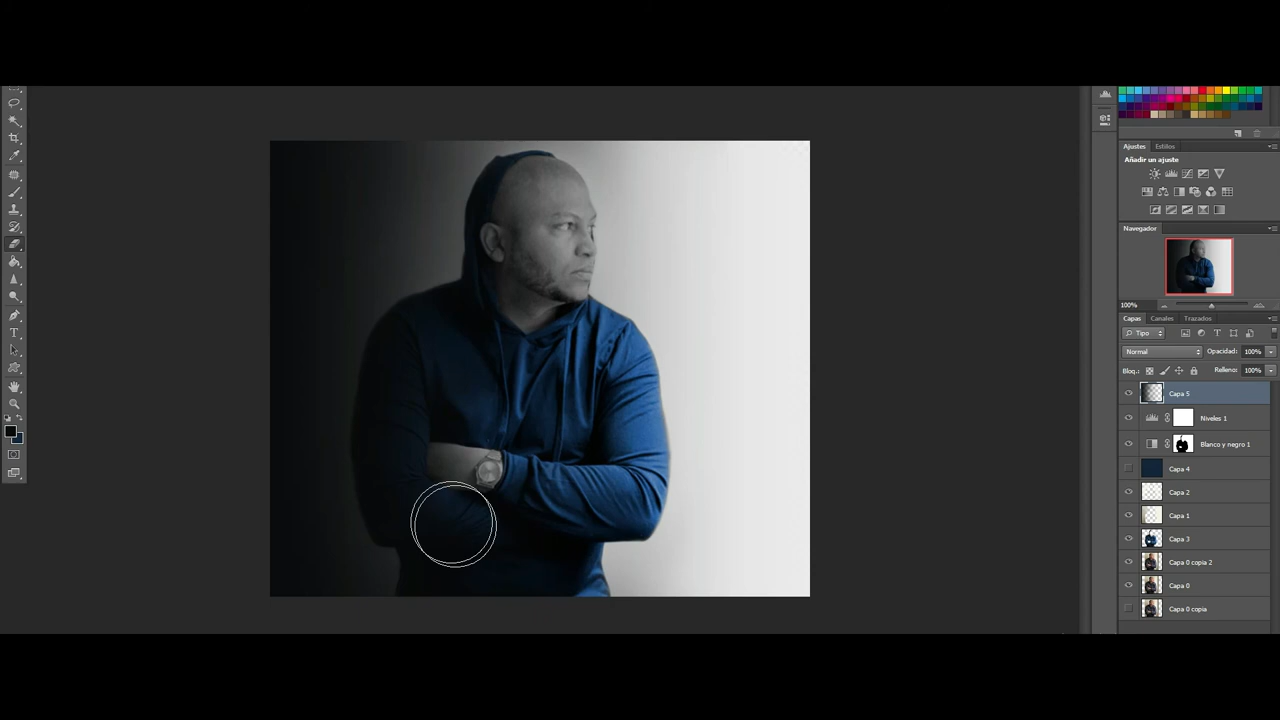 Ajustes Estilos
Añadir un ajuste
Navegador
100%
Capas Canales Trazados
Tipo
Normal Opacidad: 100%
Bloq.: Relleno: 100%
Capa 5
Niveles 1
Blanco y negro 1
Capa 4
Capa 2
Capa 1
Capa 3
Capa 0 copia 2
Capa 0
Capa 0 copia